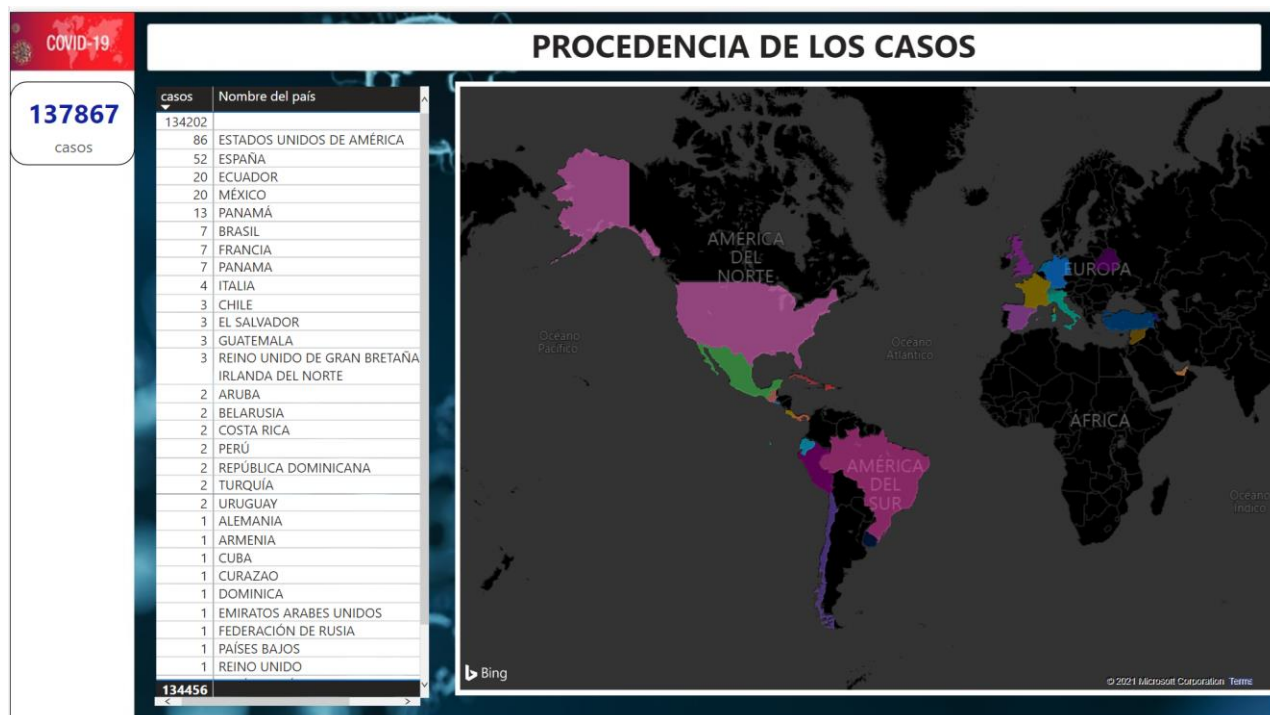 COVID-19
PROCEDENCIA DE LOS CASOS
137867
casos
casos Nombre del país
134202
86 ESTADOS UNIDOS DE AMÉRICA
52 ESPAÑA
20 ECUADOR
20 MÉXICO
13 PANAMÁ
7 BRASIL
7 FRANCIA
7 PANAMA
4 ITALIA
3 CHILE
3 EL SALVADOR
3 GUATEMALA
3 REINO UNIDO DE GRAN BRETAÑA
IRLANDA DEL NORTE
2 ARUBA
2 BELARUSIA
2 COSTA RICA
2 PERÚ
2 REPÚBLICA DOMINICANA
2 TURQUÍA
2 URUGUAY
1 ALEMANIA
1 ARMENIA
1 CUBA
1 CURAZAO
1 DOMINICA
1 EMIRATOS ARABES UNIDOS
1 FEDERACIÓN DE RUSIA
1 PAÍSES BAJOS
1 REINO UNIDO
134456
AMÉRICA
DEL
NORTE
EUROPA
Océano
Pacífico
Océano
Atlántico
ÁFRICA
AMÉRICA
DEL
SUR
Océano
Índico
Bing
© 2021 Microsoft Corporation Terms